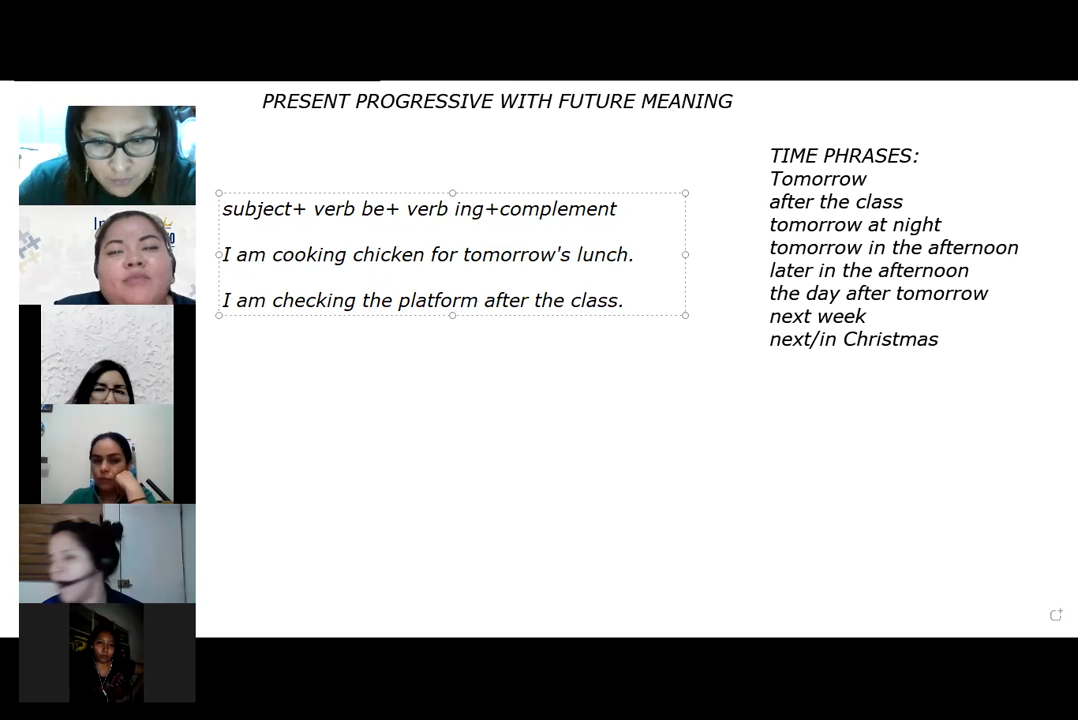 PRESENT PROGRESSIVE WITH FUTURE MEANING
subject+ verb be+ verb ing+complement
I am cooking chicken for tomorrow's lunch.
I am checking the platform after the class.
TIME PHRASES:
Tomorrow
after the class
tomorrow at night
tomorrow in the afternoon
later in the afternoon
the day after tomorrow
next week
next/in Christmas